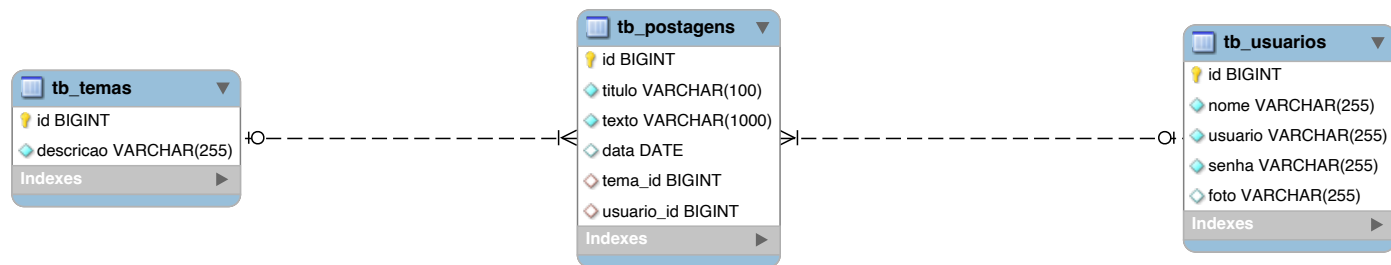 tb_temas
id BIGINT
descricao VARCHAR(255)
Indexes
tb_postagens
id BIGINT
titulo VARCHAR(100)
texto VARCHAR(1000)
data DATE
tema_id BIGINT
usuario_id BIGINT
Indexes
tb_usuarios
id BIGINT
nome VARCHAR(255)
usuario VARCHAR(255)
senha VARCHAR(255)
foto VARCHAR(255)
Indexes